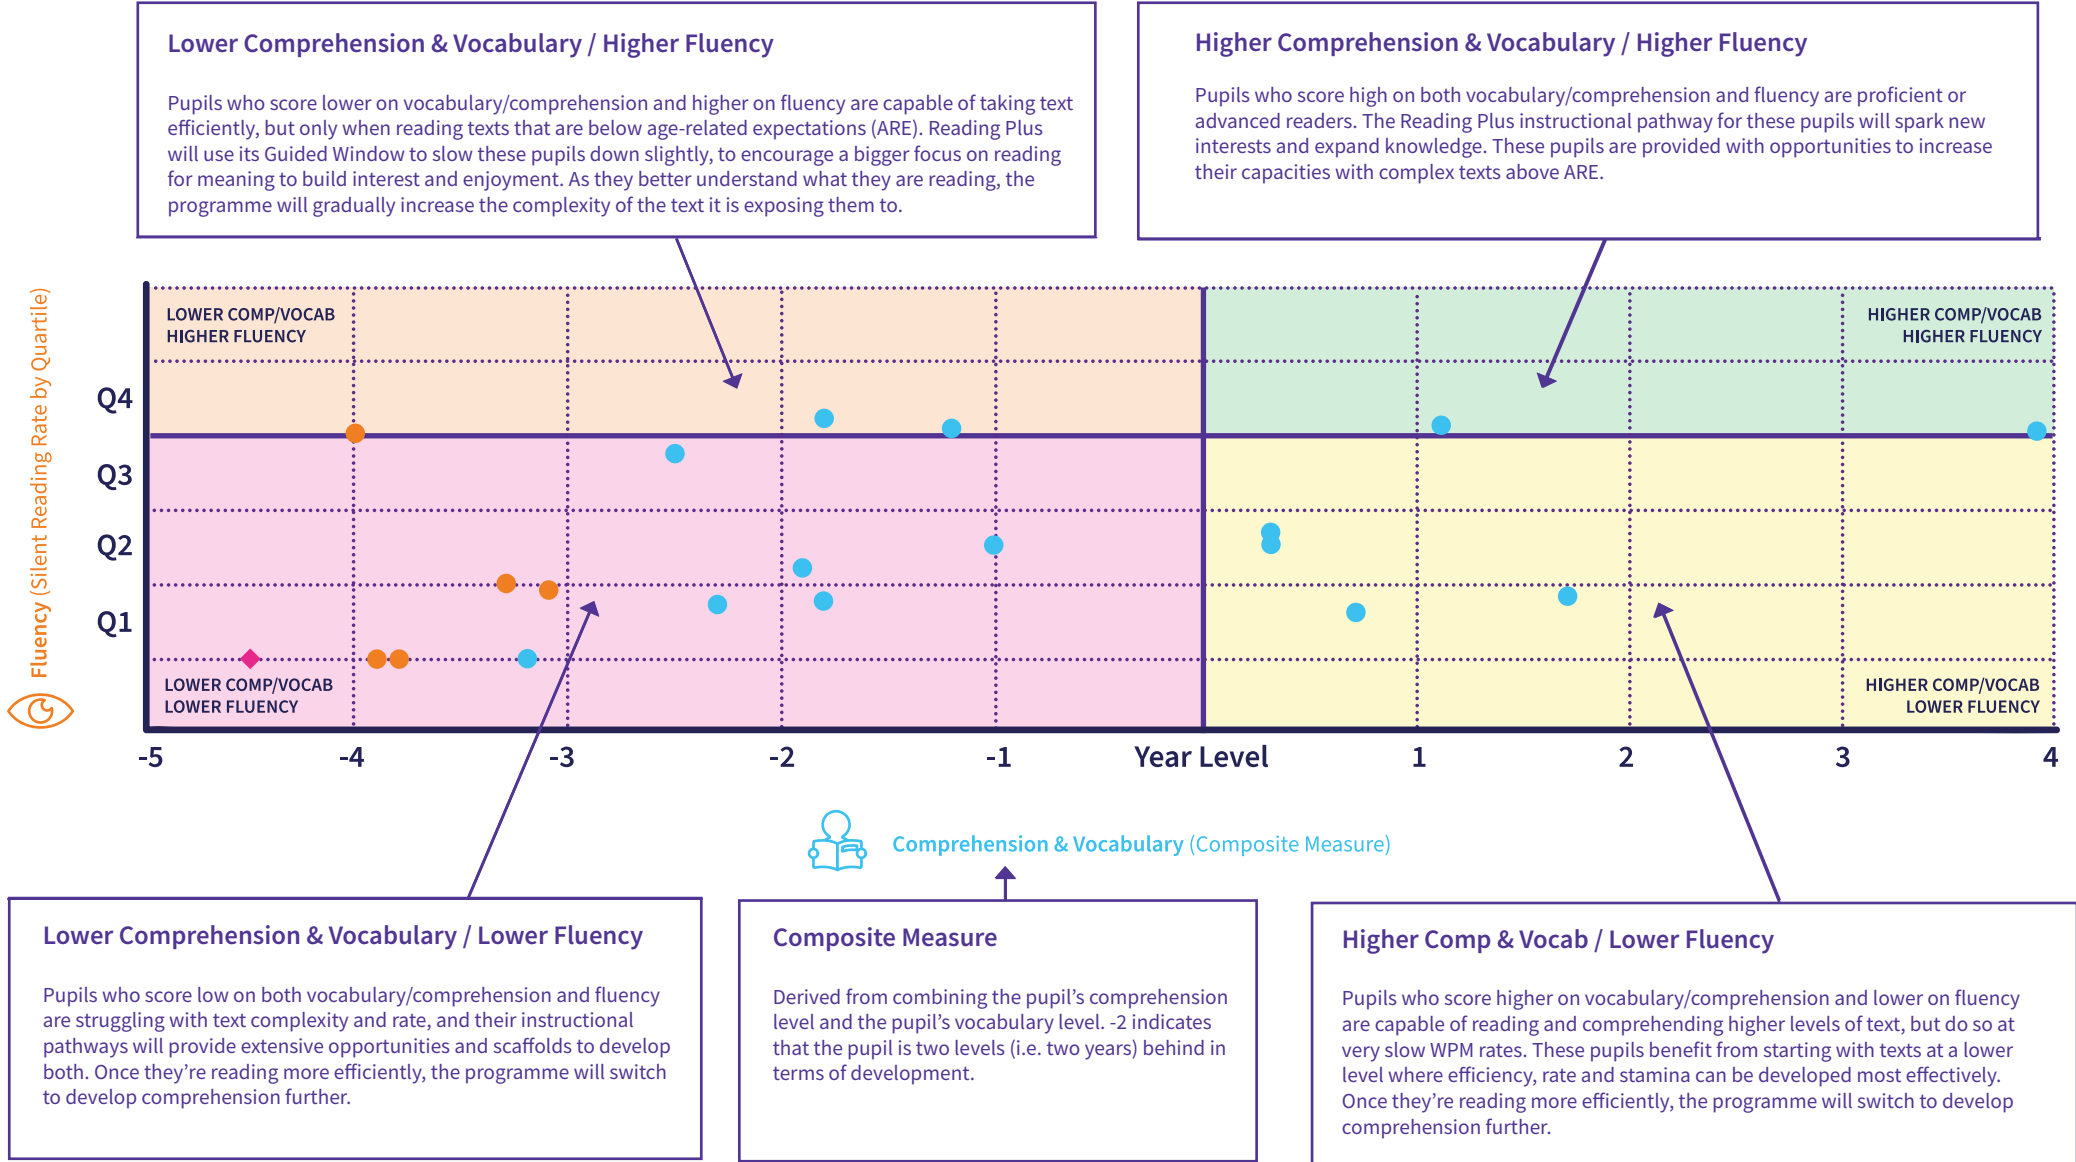 Lower Comprehension & Vocabulary / Higher Fluency
Pupils who score lower on vocabulary/comprehension and higher on fluency are capable of taking text
efficiently, but only when reading texts that are below age-related expectations (ARE). Reading Plus
will use its Guided Window to slow these pupils down slightly, to encourage a bigger focus on reading
for meaning to build interest and enjoyment. As they better understand what they are reading, the
programme will gradually increase the complexity of the text it is exposing them to.
Higher Comprehension & Vocabulary / Higher Fluency
Pupils who score high on both vocabulary/comprehension and fluency are proficient or
advanced readers. The Reading Plus instructional pathway for these pupils will spark new
interests and expand knowledge. These pupils are provided with opportunities to increase
their capacities with complex texts above ARE.
Fluency (Silent Reading Rate by Quartile)
Q4
Q3
Q2
Q1
LOWER COMP/VOCAB
HIGHER FLUENCY
HIGHER COMP/VOCAB
HIGHER FLUENCY
LOWER COMP/VOCAB
LOWER FLUENCY
HIGHER COMP/VOCAB
LOWER FLUENCY
-5 -4 -3 -2 -1 Year Level 1 2 3 4
Comprehension & Vocabulary (Composite Measure)
Lower Comprehension & Vocabulary / Lower Fluency
Pupils who score low on both vocabulary/comprehension and fluency
are struggling with text complexity and rate, and their instructional
pathways will provide extensive opportunities and scaffolds to develop
both. Once they're reading more efficiently, the programme will switch
to develop comprehension further.
Composite Measure
Derived from combining the pupil's comprehension
level and the pupil's vocabulary level. -2 indicates
that the pupil is two levels (i.e. two years) behind in
terms of development.
Higher Comp & Vocab / Lower Fluency
Pupils who score higher on vocabulary/comprehension and lower on fluency
are capable of reading and comprehending higher levels of text, but do so at
very slow WPM rates. These pupils benefit from starting with texts at a lower
level where efficiency, rate and stamina can be developed most effectively.
Once they're reading more efficiently, the programme will switch to develop
comprehension further.